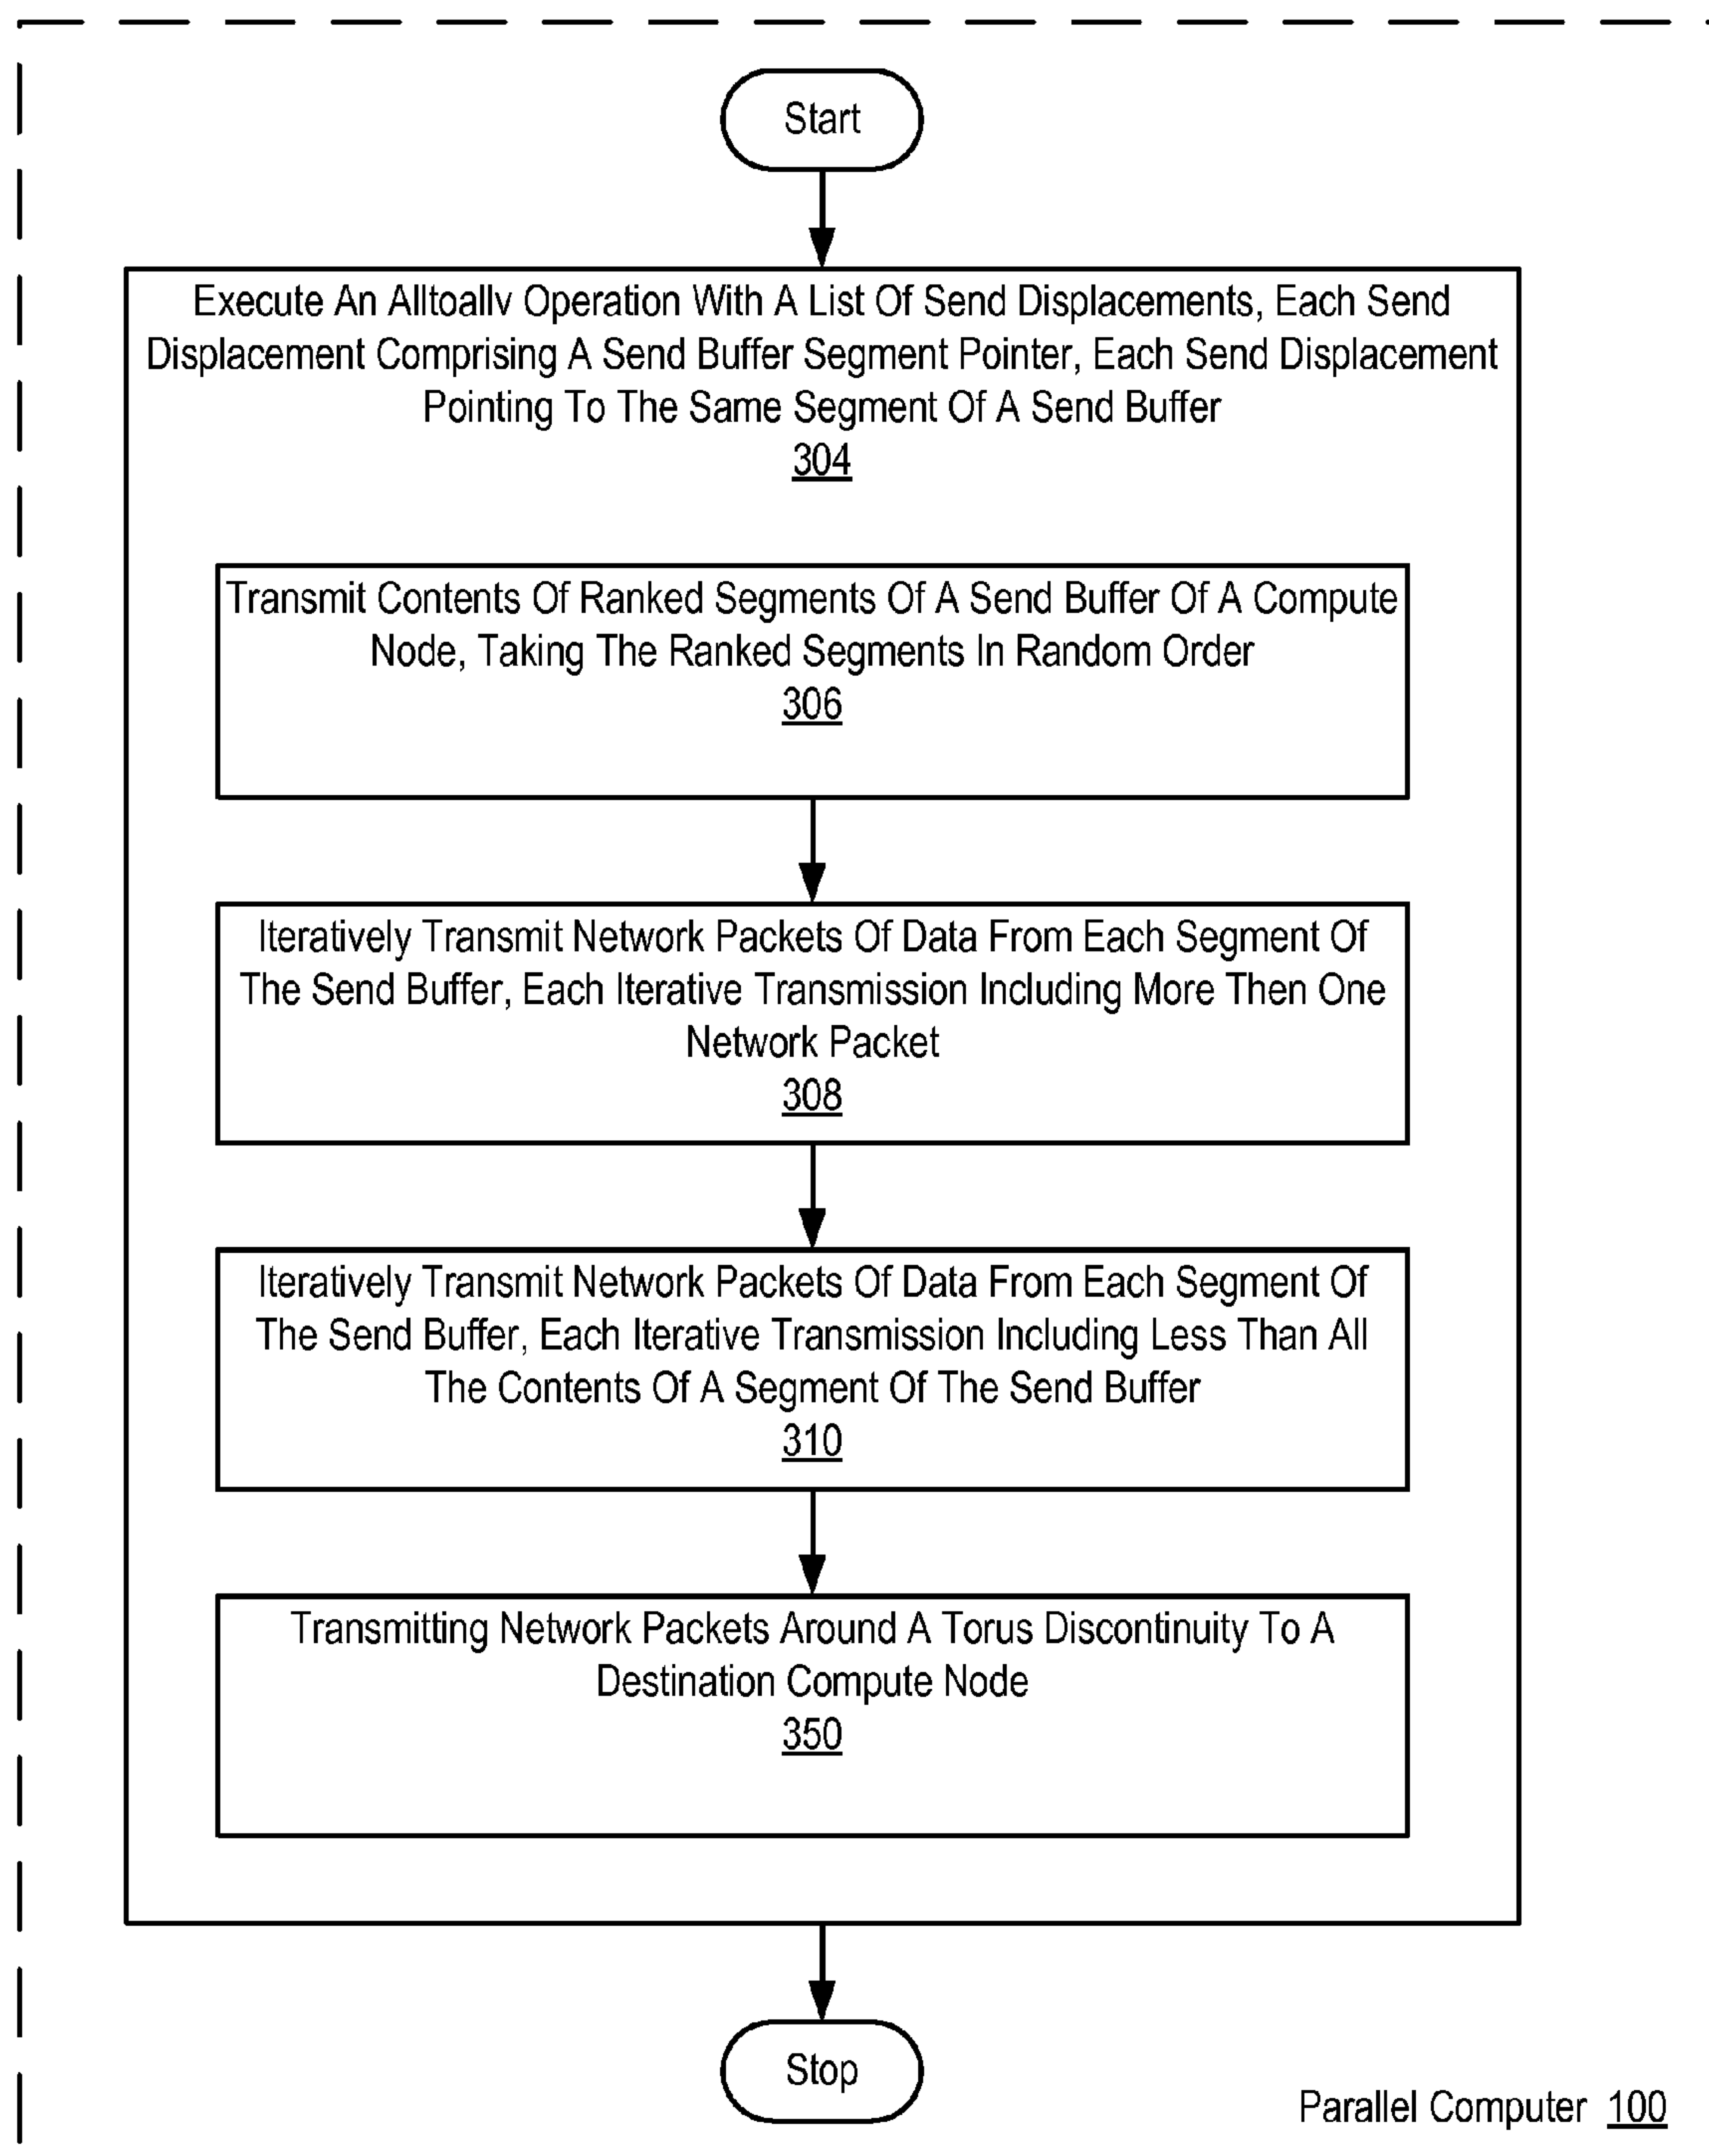 Start
Execute An Alltoallv Operation With A List Of Send Displacements, Each Send
Displacement Comprising A Send Buffer Segment Pointer, Each Send Displacement
Pointing To The Same Segment Of A Send Buffer
304
Transmit Contents Of Ranked Segments Of A Send Buffer Of A Compute
Node, Taking The Ranked Segments In Random Order
306
Iteratively Transmit Network Packets Of Data From Each Segment Of
The Send Buffer, Each Iterative Transmission Including More Then One
Network Packet
308
Iteratively Transmit Network Packets Of Data From Each Segment Of
The Send Buffer, Each Iterative Transmission Including Less Than All
The Contents Of A Segment Of The Send Buffer
310
Transmitting Network Packets Around A Torus Discontinuity To A
Destination Compute Node
350
Stop
Parallel Computer 100